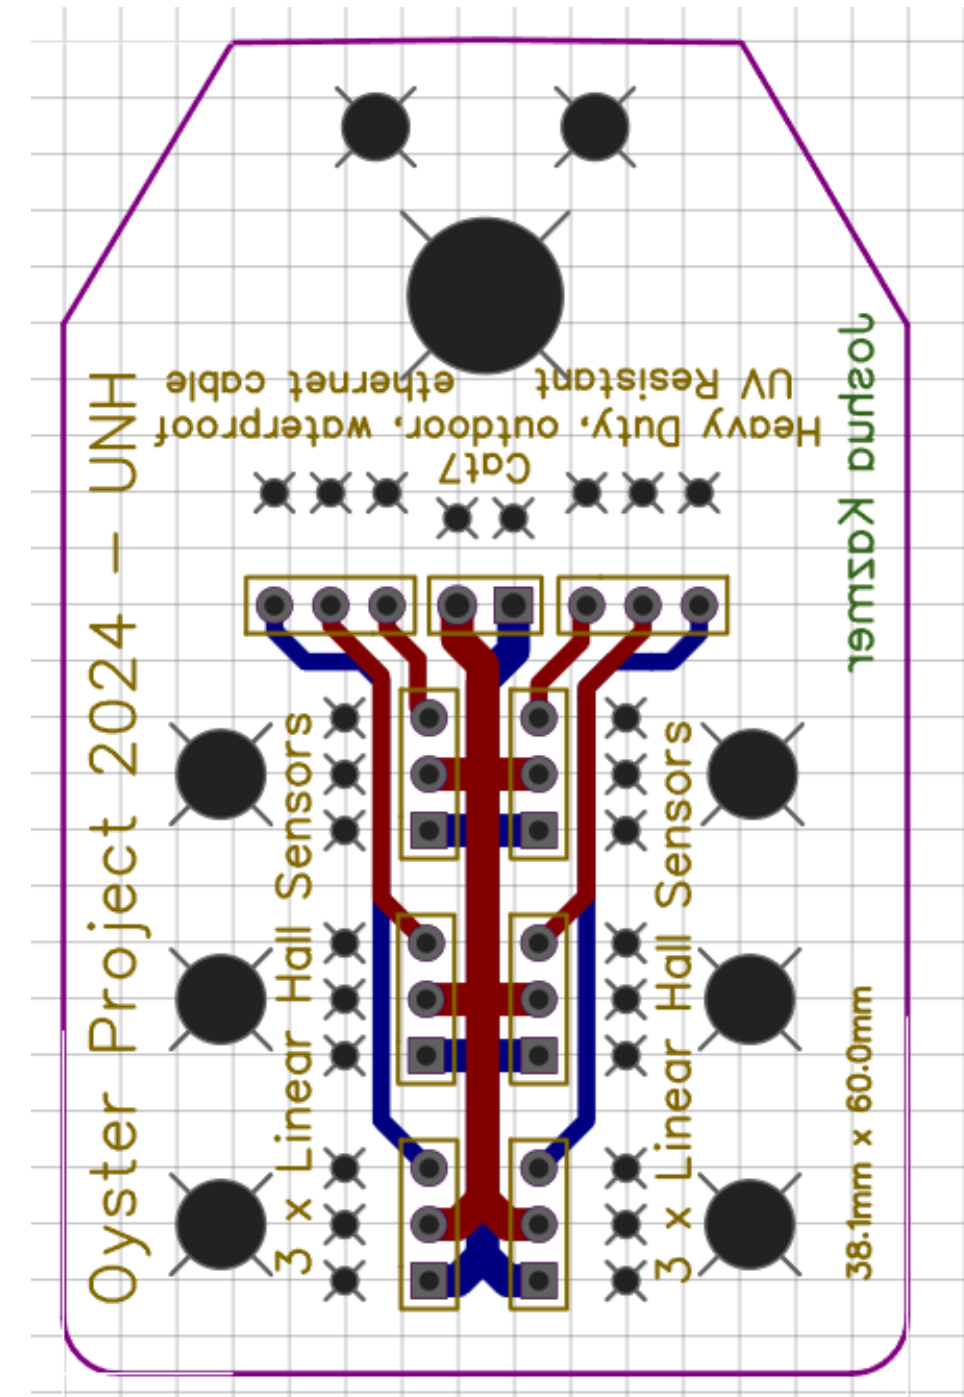 ethernet cable
UV Resistant
Heavy Duty, outdoor, waterproof
Cat7
Joshua Kazmer
Oyster Project 2024 - UNH
3 x Linear Hall Sensors
3 x Linear Hall Sensors
38.1mm x 60.0mm